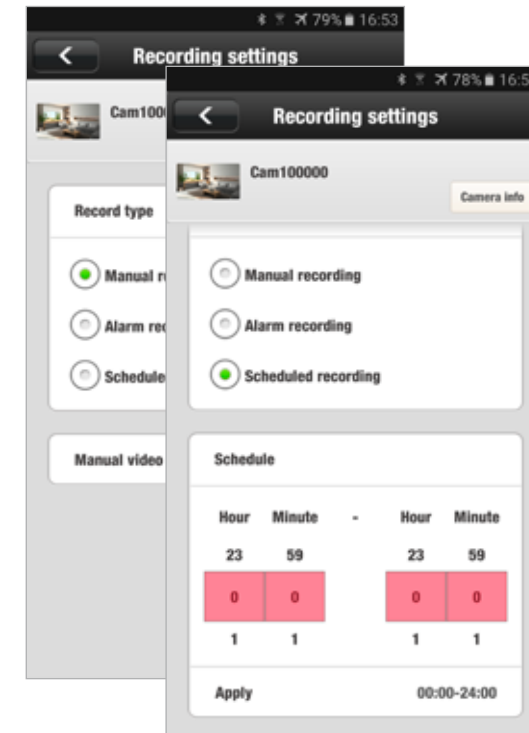 79% 16:53
Recording settings
Cam100
Record type
Manual r
Alarm rec
Schedule
Manual video
78% 16:5
Recording settings
Cam100000
Camera info
Manual recording
Alarm recording
Scheduled recording
Schedule
Hour Minute - Hour Minute
23 59 23 59
0 0 0 0
1 1 1 1
Apply 00:00-24:00